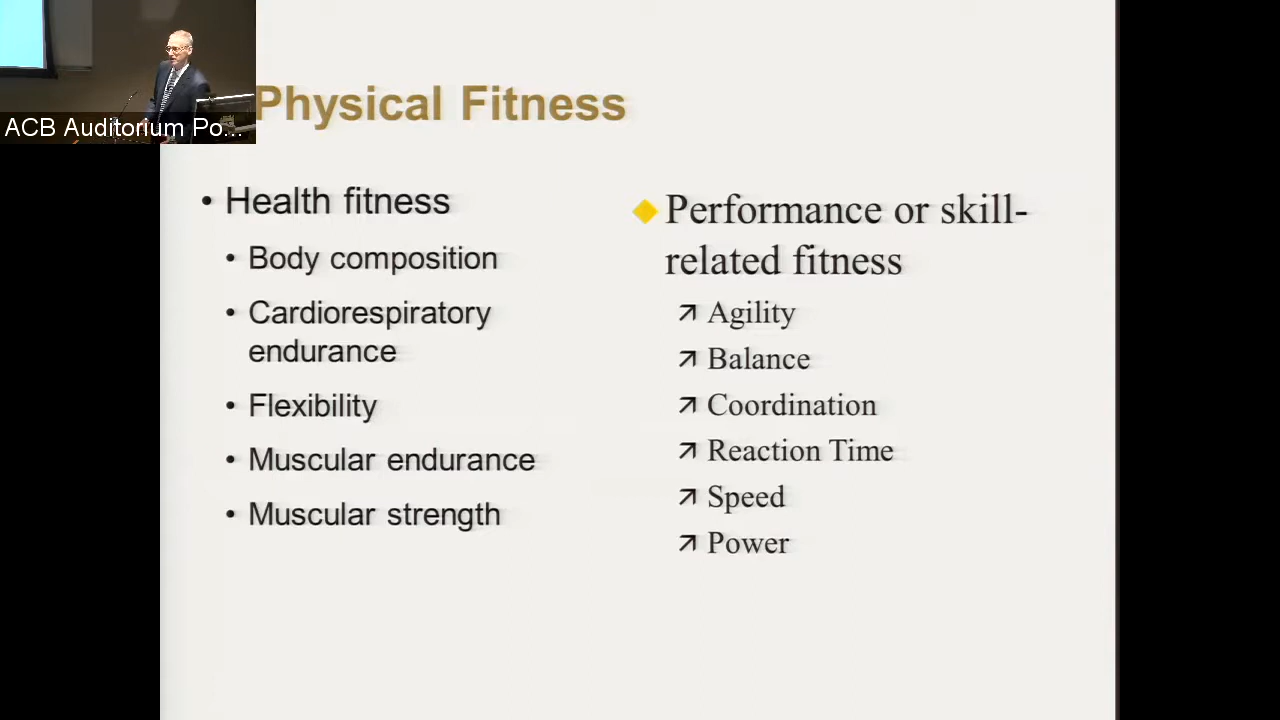 ACB Auditorium Po...
Physical Fitness
• Health fitness
• Body composition
• Cardiorespiratory
endurance
• Flexibility
• Muscular endurance
• Muscular strength
Performance or skill-
related fitness
Agility
Balance
Coordination
Reaction Time
Speed
Power